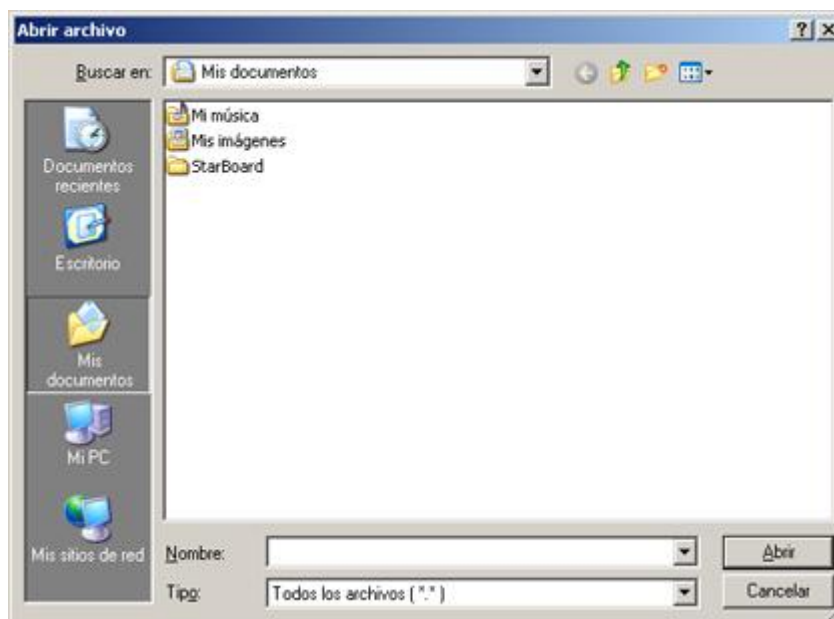 Abrir archivo
Buscar en:
Mis documentos
Mi música
Mis imágenes
StarBoard
Documentos
recientes
Escritorio
Mis
documentos
Mi PC
Mis sitios de red
Nombre:
Abrir
Tipo:
Todos los archivos ( *.* )
Cancelar